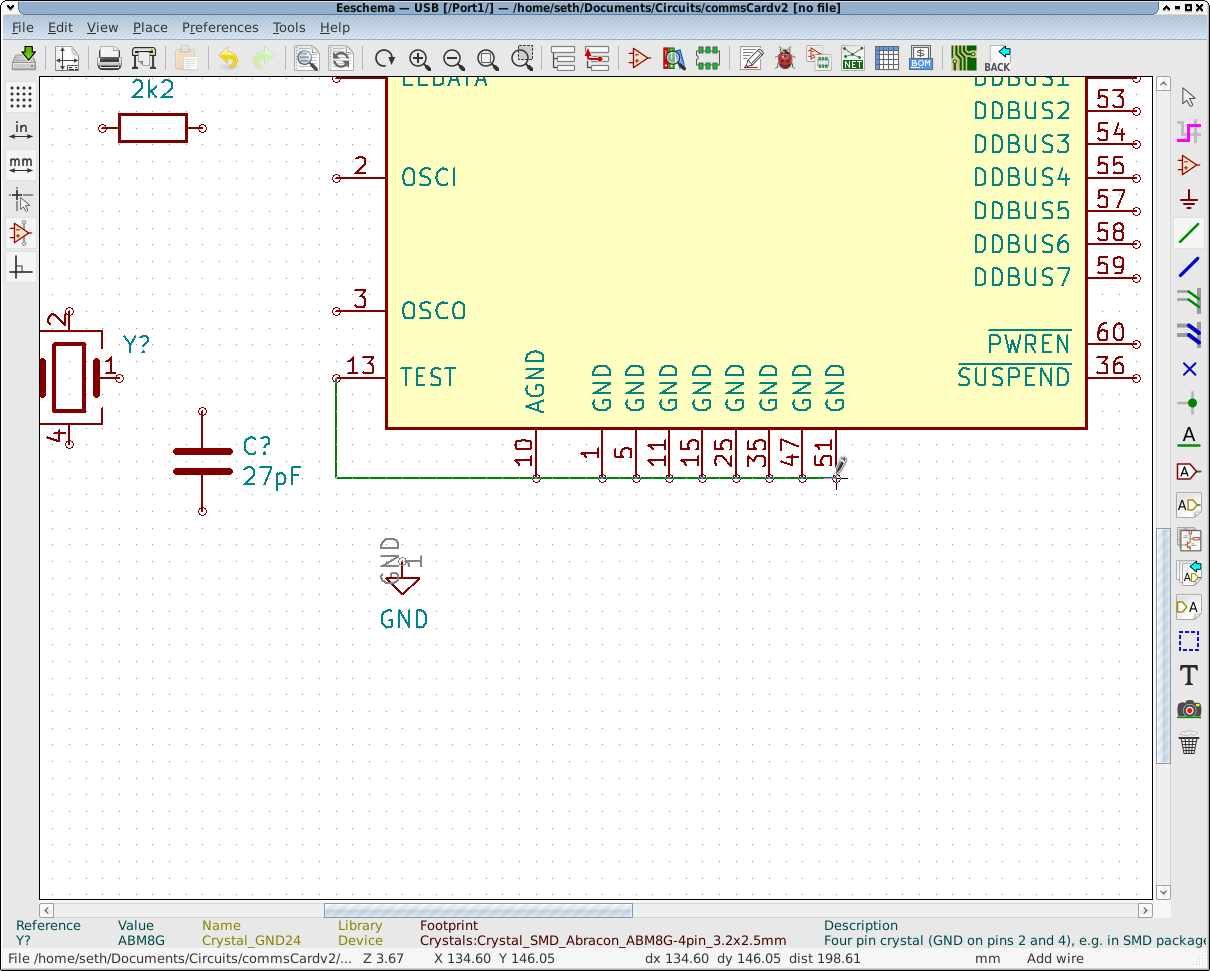 Eeschema — USB [/Port1/] — /home/seth/Documents/Circuits/commsCardv2 [no file]
File Edit View Place Preferences Tools Help
NET
$
BOM
BACK
in
mm
2k2
EEDATA
DDBUS1
53
DDBUS2
54
DDBUS3
2
OSCI
55
DDBUS4
57
DDBUS5
58
DDBUS6
59
DDBUS7
3
OSCO
2
Y?
1
4
60
PWREN
13
TEST
36
SUSPEND
AGND
GND
GND
GND
GND
GND
GND
GND
GND
10
1
5
11
15
25
35
47
51
C?
27pF
GND
1
GND
A
A
AD
AD
DA
T
Reference Value Name Library Footprint Description
Y? ABM8G Crystal_GND24 Device Crystals:Crystal_SMD_Abracon_ABM8G-4pin_3.2x2.5mm Four pin crystal (GND on pins 2 and 4), e.g. in SMD package
File /home/seth/Documents/Circuits/commsCardv2/... Z 3.67 X 134.60 Y 146.05 dx 134.60 dy 146.05 dist 198.61 mm Add wire